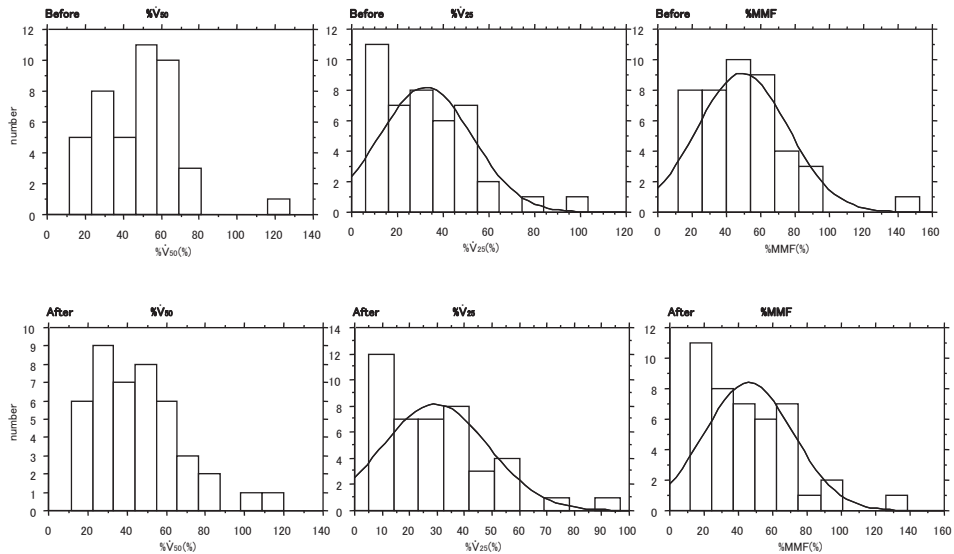 Before %V̇50 Before %V̇25 Before %MMF
12 12 12
10 10 10
8 8 8
number
6 6 6
4 4 4
2 2 2
0 0 0
0 20 40 60 80 100 120 140 0 20 40 60 80 100 120 0 20 40 60 80 100 120 140 160
%V̇50(%) %V̇25(%) %MMF(%)
After %V̇50 After %V̇25 After %MMF
10 14 12
9 12 10
8 10 8
7 8 6
6 6 4
5 4 2
4 2 0
3 0
2
1
0
number
0 20 40 60 80 100 120 140 0 10 20 30 40 50 60 70 80 90 100 0 20 40 60 80 100 120 140 160
%V̇50(%) %V̇25(%) %MMF(%)